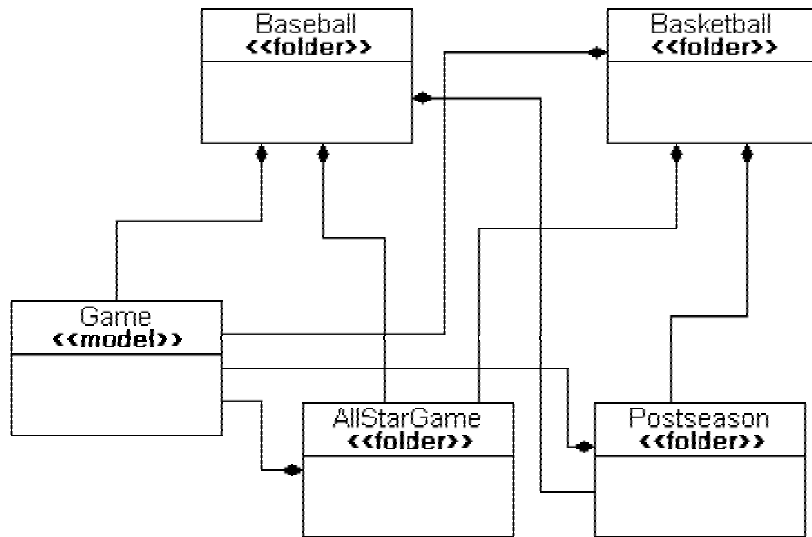 Baseball
<<folder>>
Basketball
<<folder>>
Game
<<model>>
AllStarGame
<<folder>>
Postseason
<<folder>>